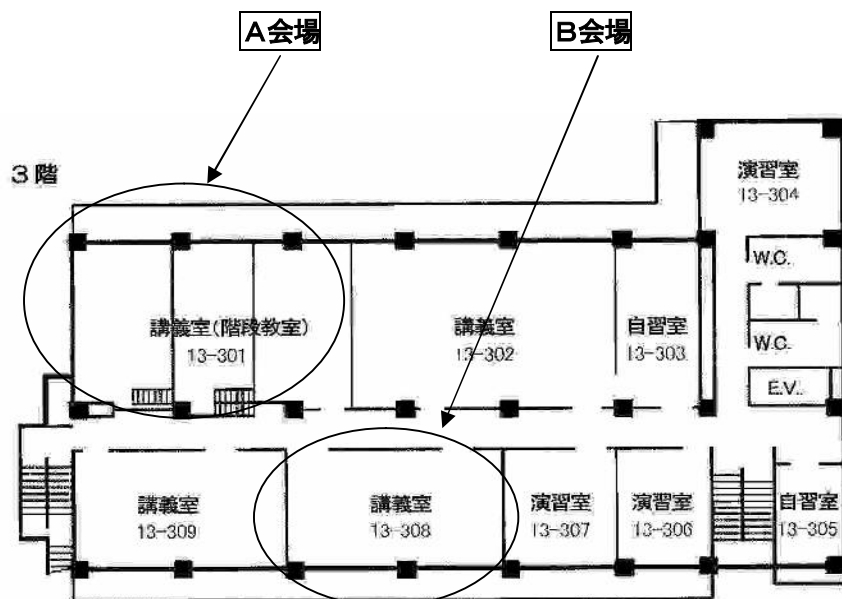 A会場
B会場
3階
演習室
13-304
W.C.
講義室(階段教室)
13-301
講義室
13-302
自習室
13-303
W.C.
E.V.
講義室
13-309
講義室
13-308
演習室
13-307
演習室
13-306
自習室
13-305